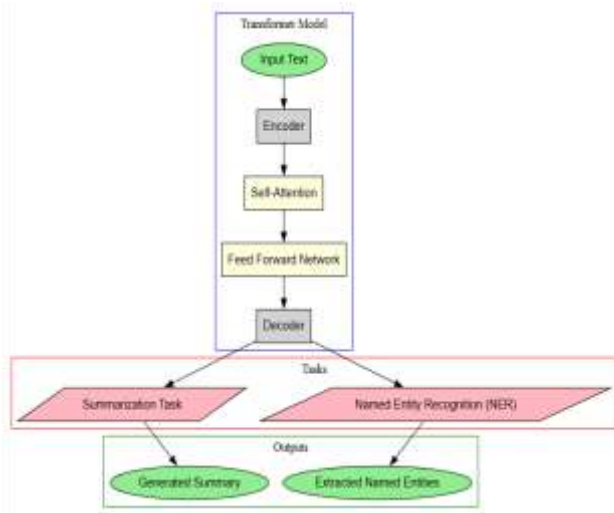 Transformer Model
Input Text
Encoder
Self-Attention
Feed Forward Network
Decoder
Tasks
Summarization Task
Named Entity Recognition (NER)
Outputs
Generated Summary
Extracted Named Entities